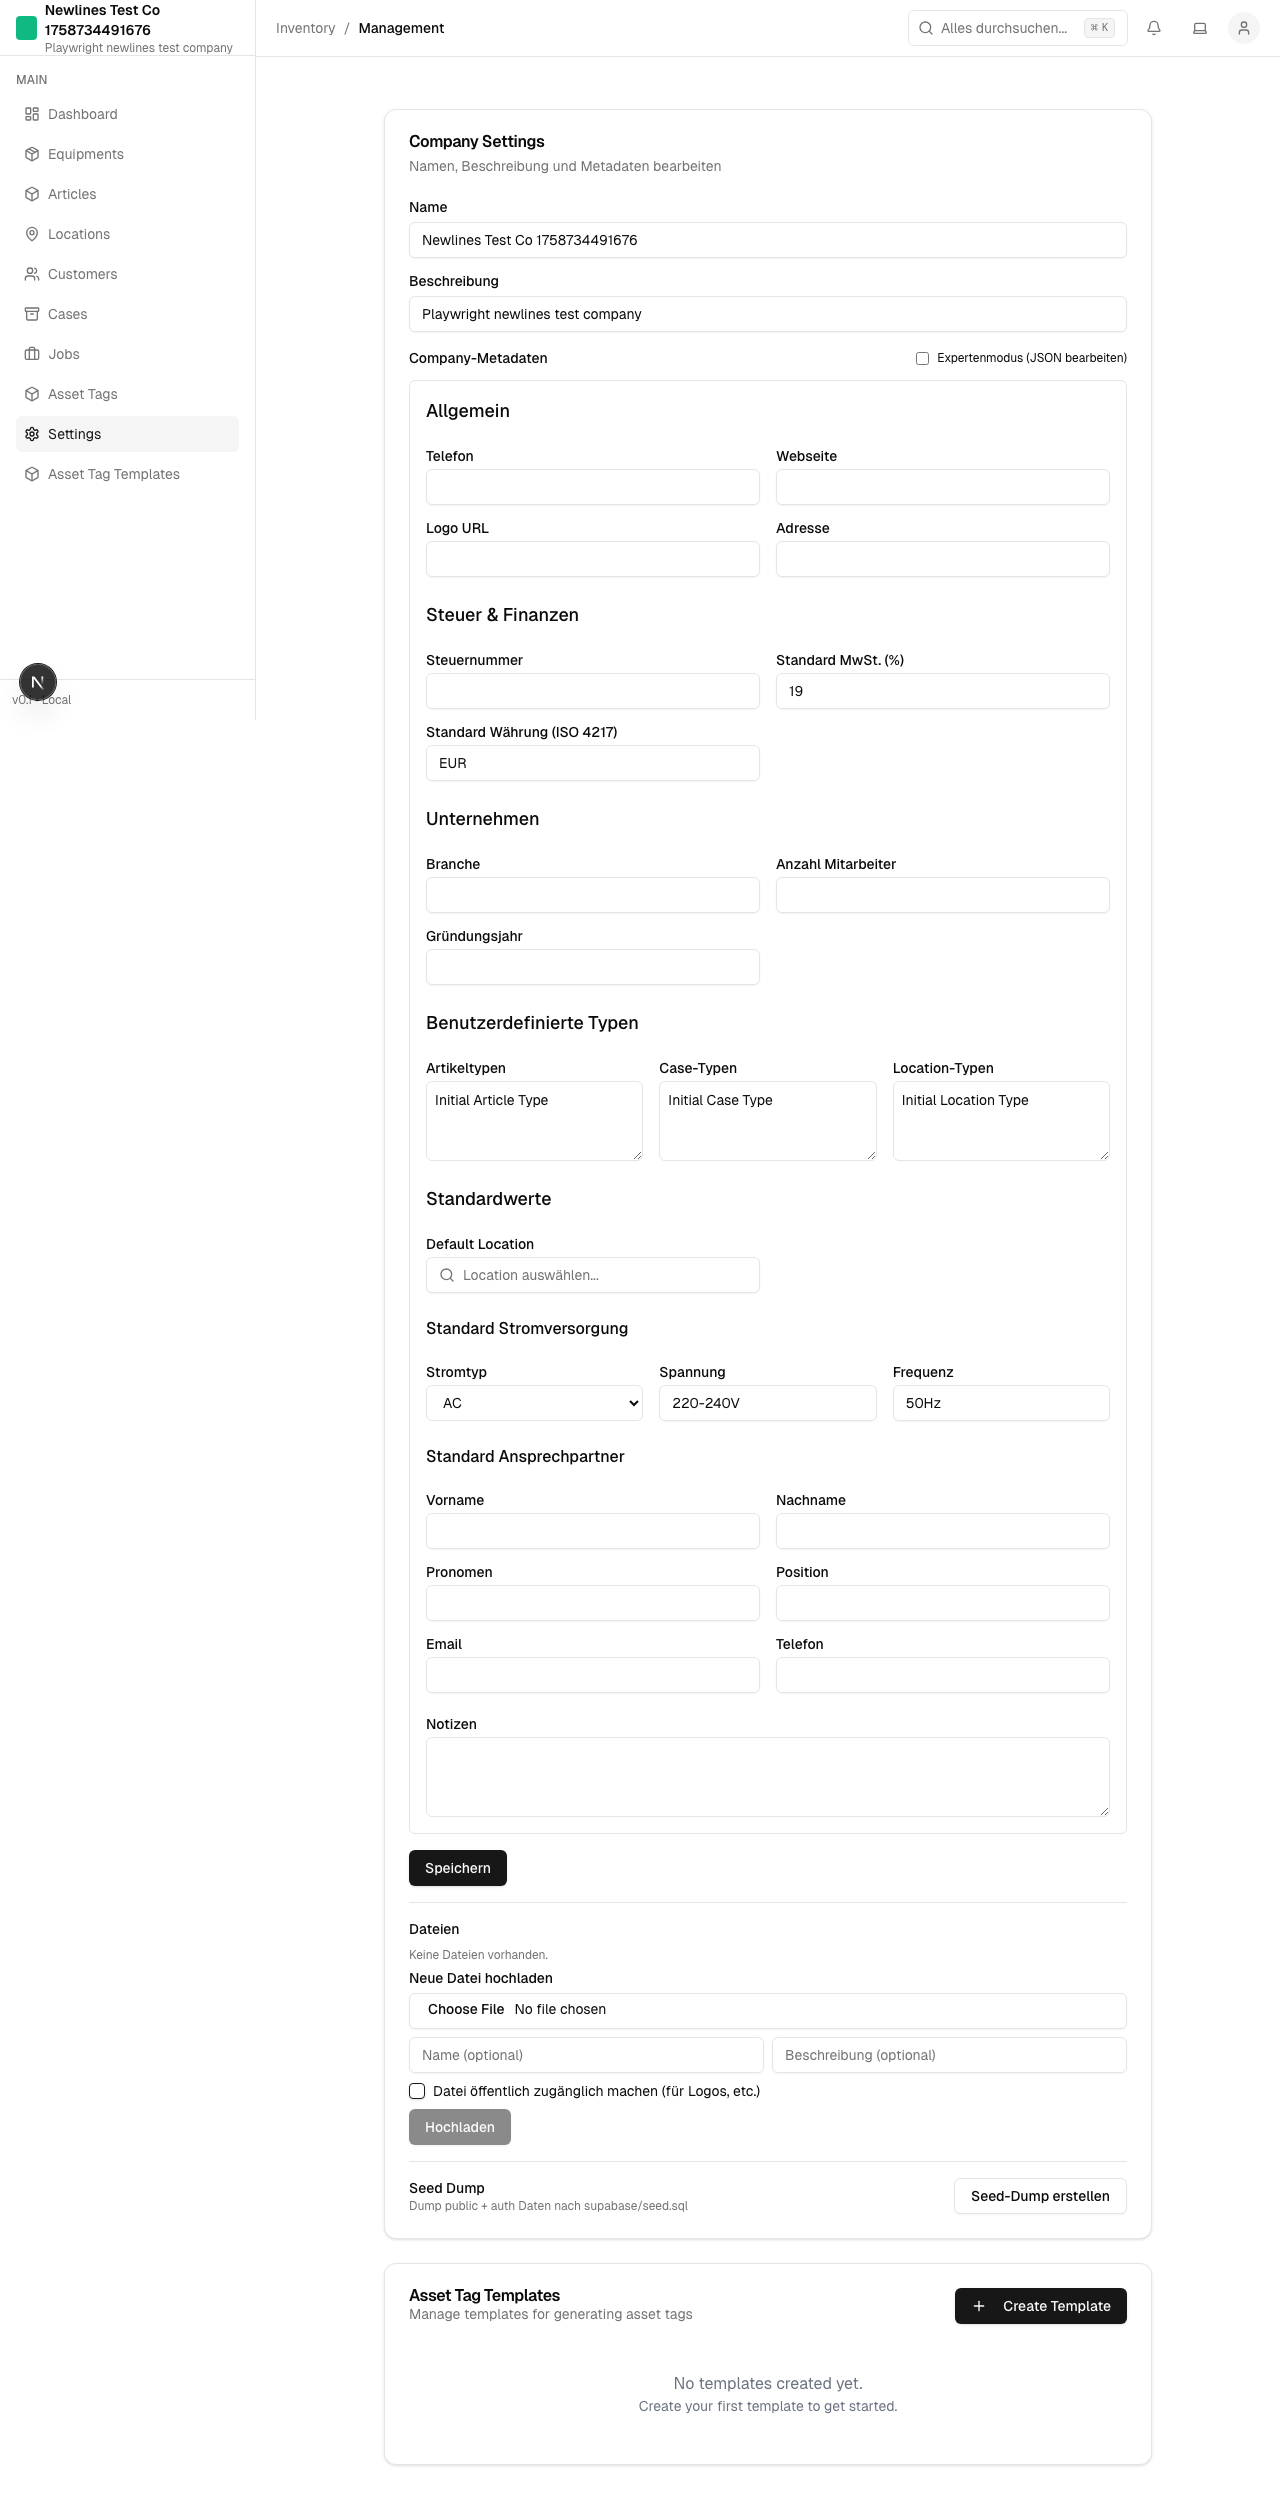 Newlines Test Co
1758734491676
Playwright newlines test company
Inventory / Management
Alles durchsuchen...
⌘ K
MAIN
Dashboard
Equipments
Articles
Locations
Customers
Cases
Jobs
Asset Tags
Settings
Asset Tag Templates
N
v0.1 Local
Company Settings
Namen, Beschreibung und Metadaten bearbeiten
Name
Newlines Test Co 1758734491676
Beschreibung
Playwright newlines test company
Company-Metadaten
Expertenmodus (JSON bearbeiten)
Allgemein
Telefon
Webseite
Logo URL
Adresse
Steuer & Finanzen
Steuernummer
Standard MwSt. (%)
19
Standard Währung (ISO 4217)
EUR
Unternehmen
Branche
Anzahl Mitarbeiter
Gründungsjahr
Benutzerdefinierte Typen
Artikeltypen
Case-Typen
Location-Typen
Initial Article Type
Initial Case Type
Initial Location Type
Standardwerte
Default Location
Location auswählen...
Standard Stromversorgung
Stromtyp
Spannung
Frequenz
AC
220-240V
50Hz
Standard Ansprechpartner
Vorname
Nachname
Pronomen
Position
Email
Telefon
Notizen
Speichern
Dateien
Keine Dateien vorhanden.
Neue Datei hochladen
Choose File No file chosen
Name (optional)
Beschreibung (optional)
Datei öffentlich zugänglich machen (für Logos, etc.)
Hochladen
Seed Dump
Dump public + auth Daten nach supabase/seed.sql
Seed-Dump erstellen
Asset Tag Templates
Manage templates for generating asset tags
Create Template
No templates created yet.
Create your first template to get started.